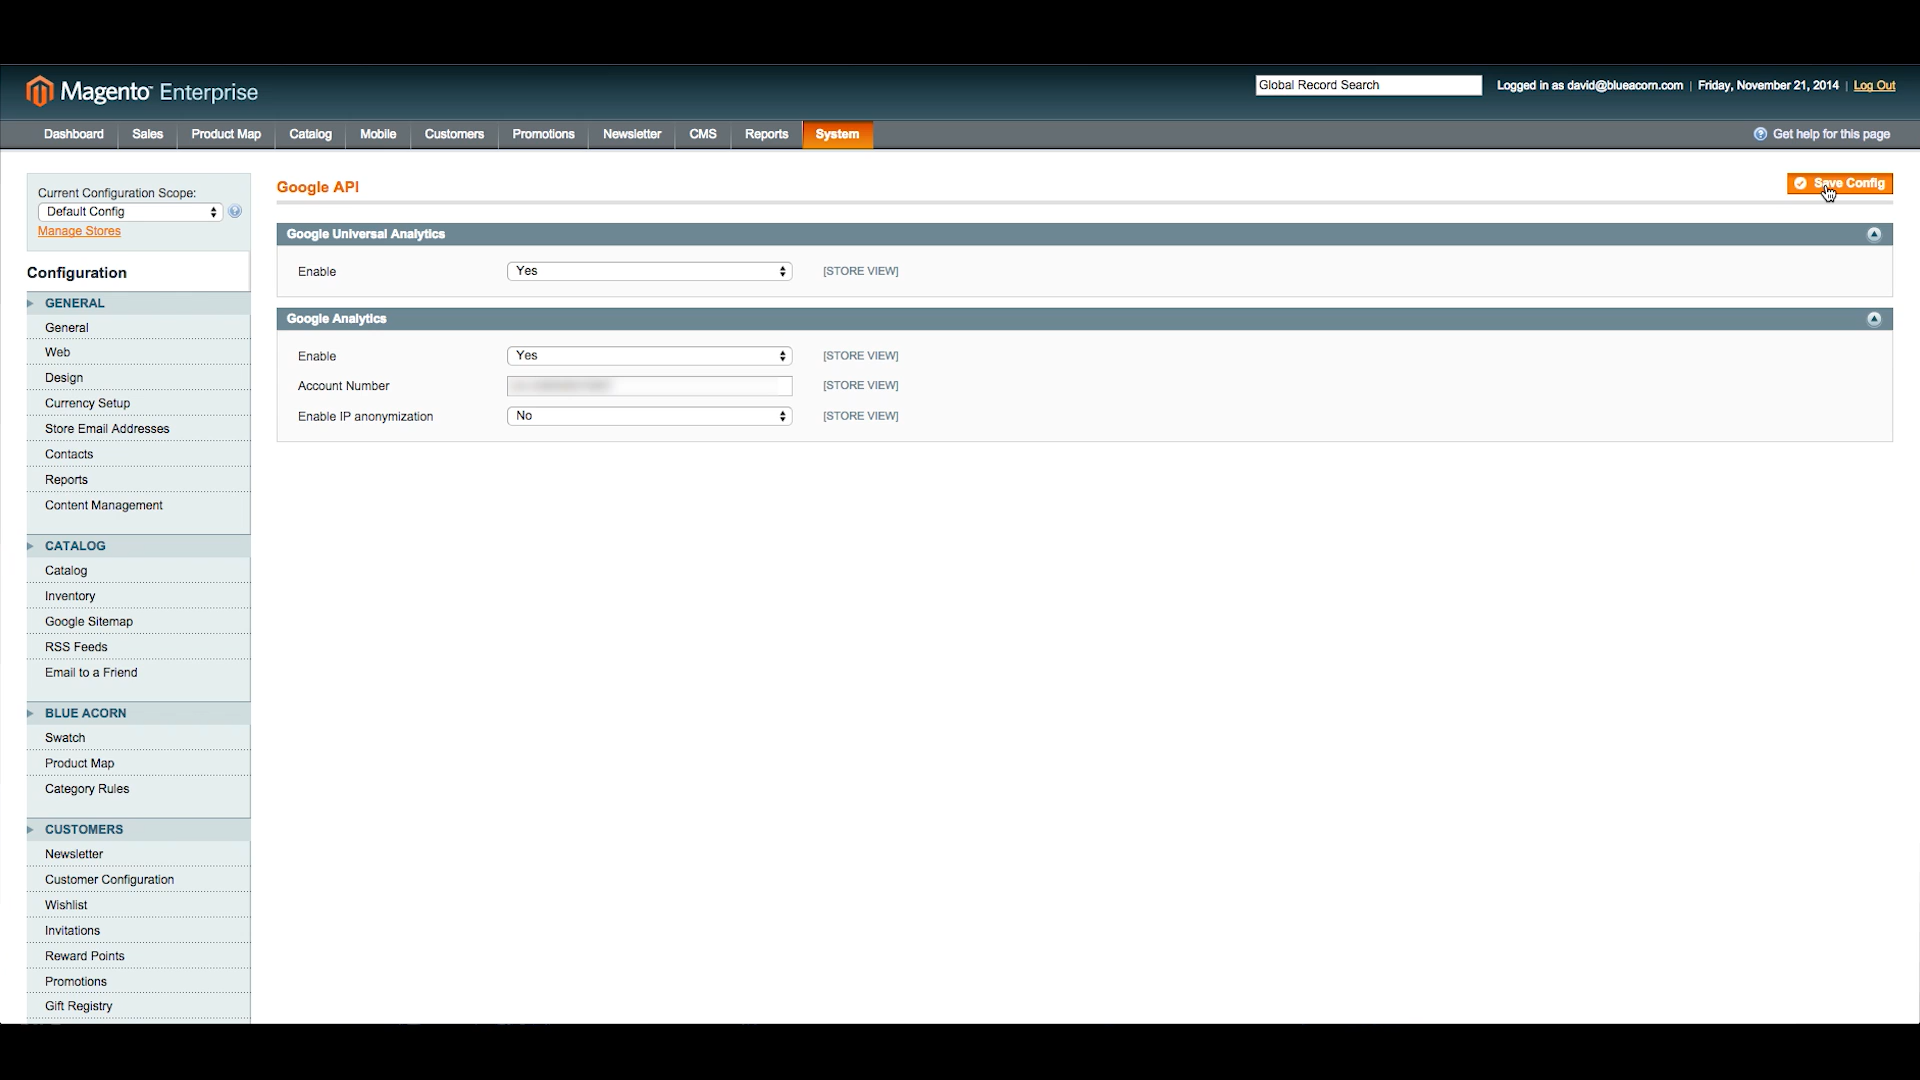 Magento Enterprise
Global Record Search
Logged in as david@blueacorn.com | Friday, November 21, 2014 | Log Out
Dashboard Sales Product Map Catalog Mobile Customers Promotions Newsletter CMS Reports System
Get help for this page
Current Configuration Scope:
Default Config
Manage Stores
Configuration
GENERAL
General
Web
Design
Currency Setup
Store Email Addresses
Contacts
Reports
Content Management
CATALOG
Catalog
Inventory
Google Sitemap
RSS Feeds
Email to a Friend
BLUE ACORN
Swatch
Product Map
Category Rules
CUSTOMERS
Newsletter
Customer Configuration
Wishlist
Invitations
Reward Points
Promotions
Gift Registry
Google API
Save Config
Google Universal Analytics
Enable Yes [STORE VIEW]
Google Analytics
Enable Yes [STORE VIEW]
Account Number [STORE VIEW]
Enable IP anonymization No [STORE VIEW]